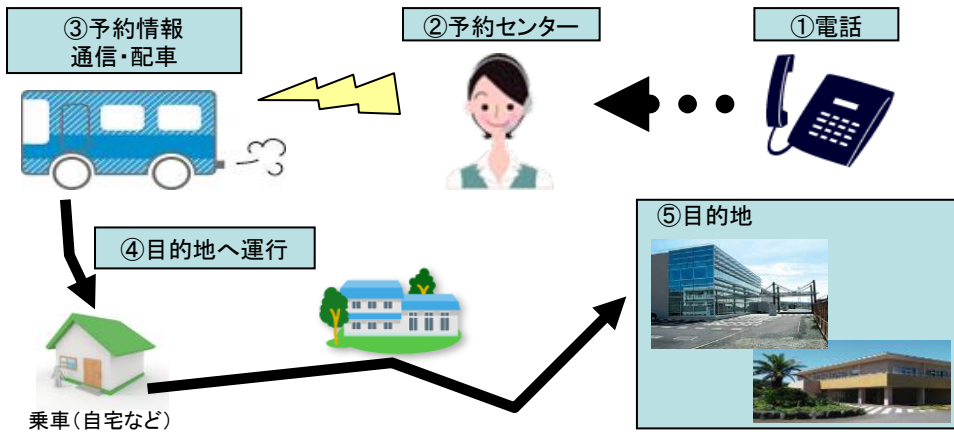 ③予約情報
通信・配車
②予約センター
①電話
④目的地へ運行
⑤目的地
乗車（自宅など）